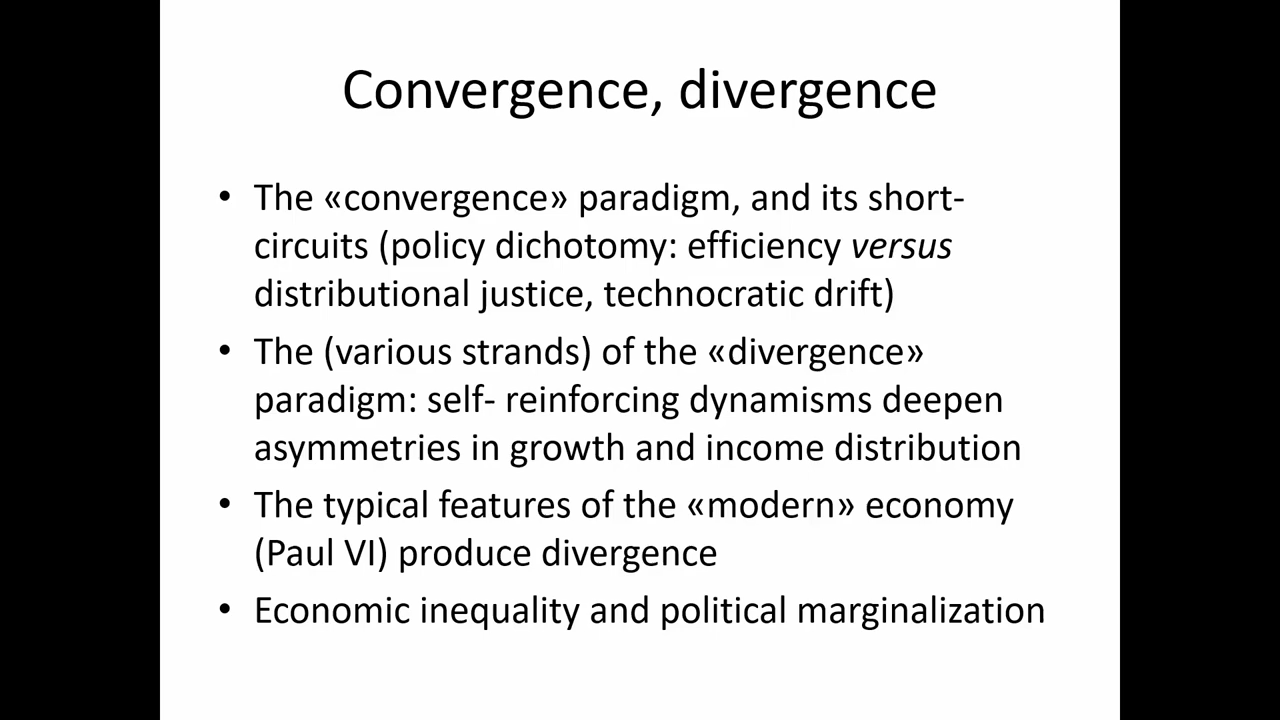 Convergence, divergence
• The «convergence» paradigm, and its short-
circuits (policy dichotomy: efficiency versus
distributional justice, technocratic drift)
• The (various strands) of the «divergence»
paradigm: self- reinforcing dynamisms deepen
asymmetries in growth and income distribution
• The typical features of the «modern» economy
(Paul VI) produce divergence
• Economic inequality and political marginalization